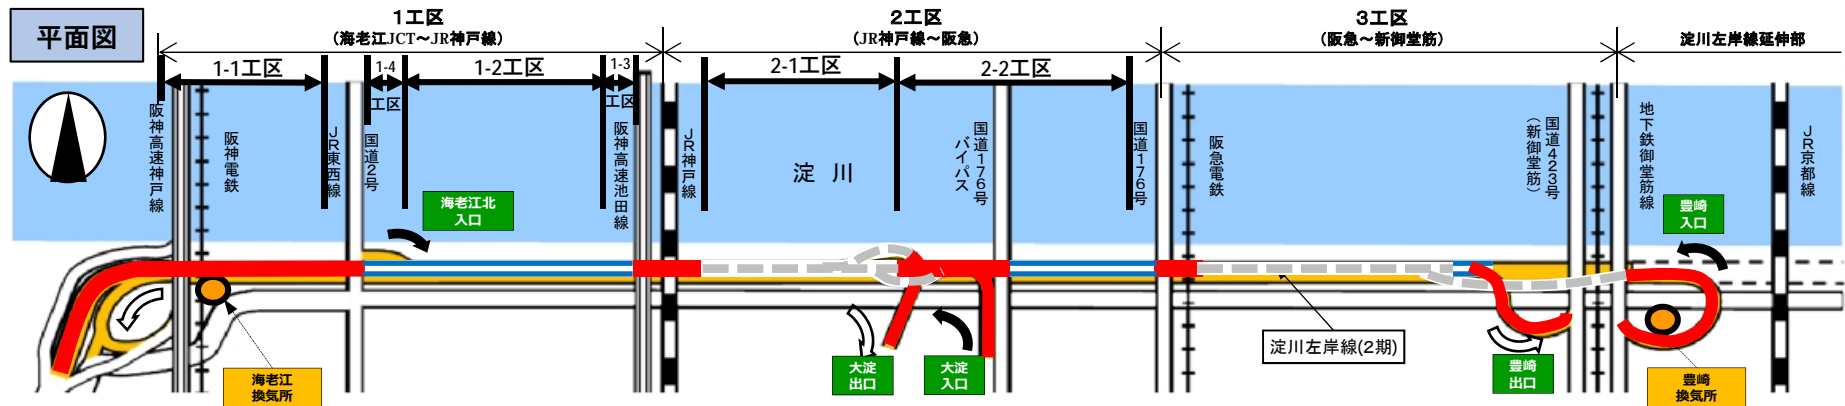 平面図
1工区
(海老江JCT～JR神戸線)
2工区
(JR神戸線～阪急)
3工区
(阪急～新御堂筋)
淀川左岸線延伸部
1-1工区
1-4
工区
1-2工区
1-3
工区
2-1工区
2-2工区
阪神高速神戸線
阪神電鉄
JR東西線
国道2号
阪神高速池田線
JR神戸線
淀川
国道176号
バイパス
国道176号
阪急電鉄
国道423号
(新御堂筋)
地下鉄御堂筋線
JR京都線
海老江北
入口
豊崎
入口
大淀
出口
大淀
入口
淀川左岸線(2期)
豊崎
出口
海老江
換気所
豊崎
換気所